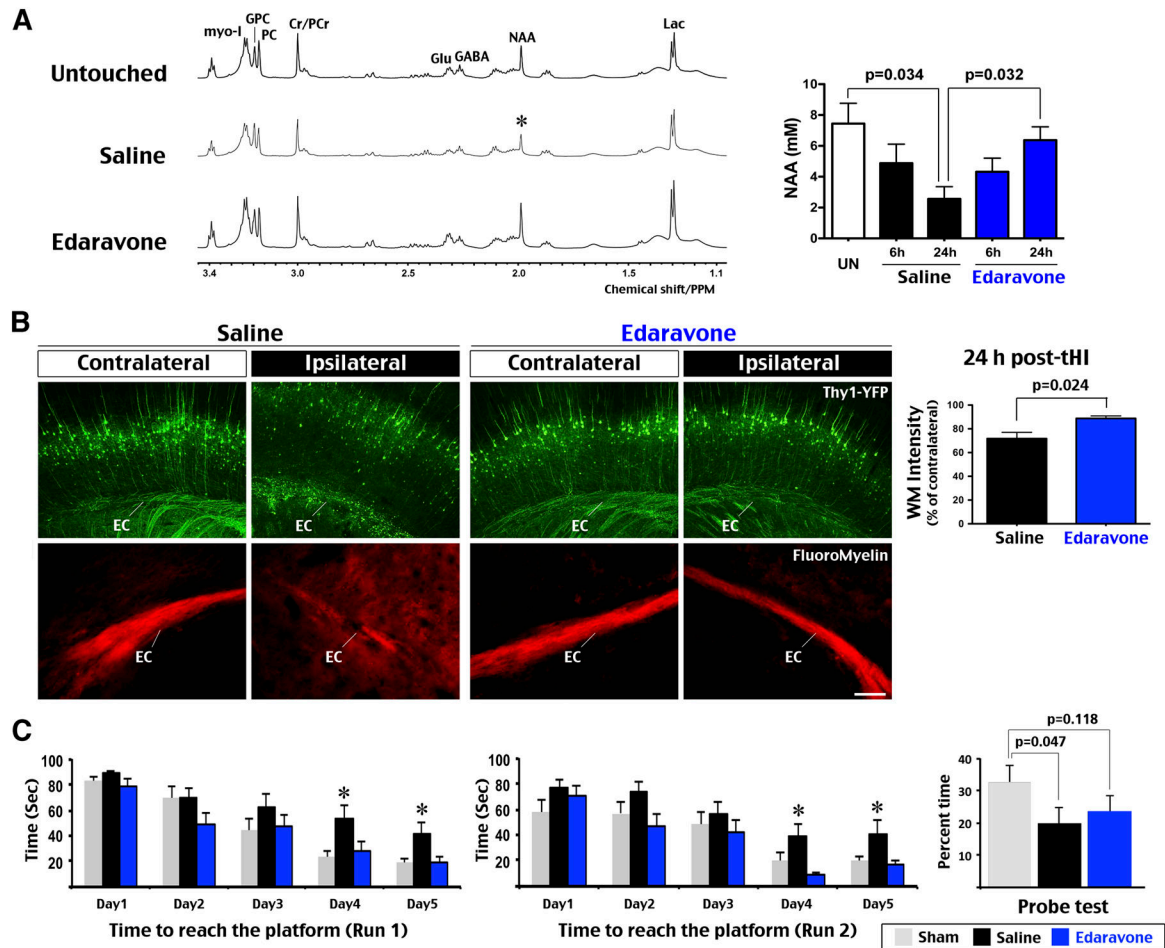 A
Untouched
Saline
Edaravone
myo-I
GPC
PC
Cr/PCr
Glu
GABA
NAA
Lac
*
3.4
3.0
2.5
2.0
1.5
1.1
Chemical shift/PPM
p=0.034
p=0.032
NAA (mM)
10
8
6
4
2
0
UN
6h
24h
6h
24h
Saline
Edaravone
B
Saline
Edaravone
Contralateral
Ipsilateral
Contralateral
Ipsilateral
Thy1-YFP
EC
EC
EC
EC
FluoroMyelin
EC
EC
EC
EC
24 h post-tHI
p=0.024
WM Intensity
(% of contralateral)
100
80
60
40
20
0
Saline
Edaravone
C
Time (Sec)
100
80
60
40
20
*
*
Day1
Day2
Day3
Day4
Day5
Time to reach the platform (Run 1)
Time (Sec)
100
80
60
40
20
*
*
Day1
Day2
Day3
Day4
Day5
Time to reach the platform (Run 2)
p=0.118
p=0.047
Percent time
40
30
20
10
Probe test
Sham
Saline
Edaravone